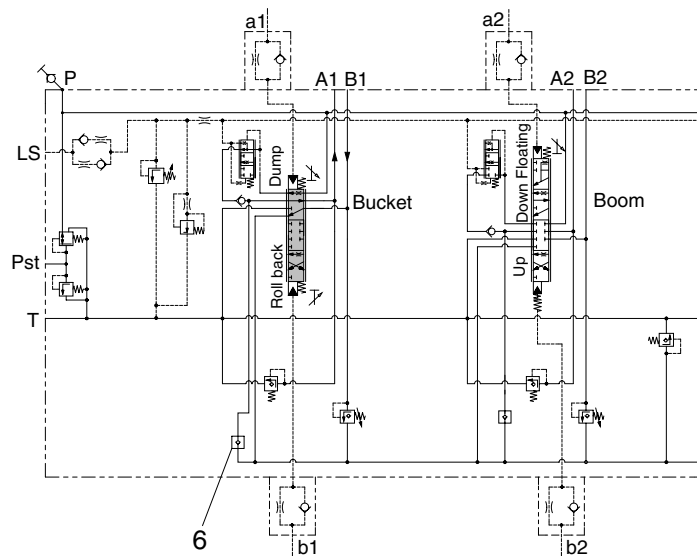 a1
a2
P
A1 B1
A2 B2
LS
Dump
Bucket
Roll back
Down Floating
Boom
Up
Pst
T
6
b1
b2